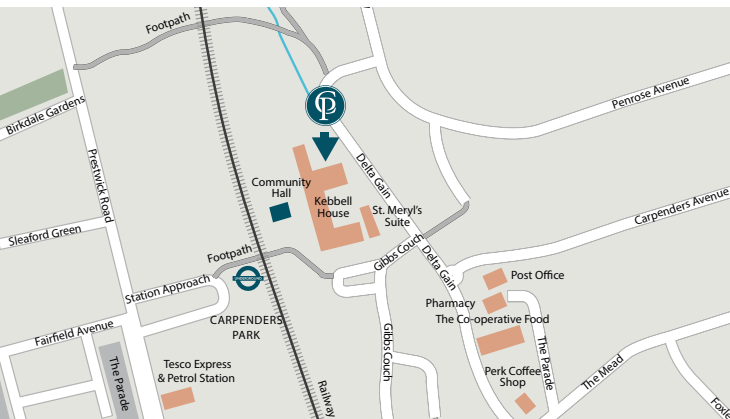 Footpath
Penrose Avenue
Birkdale Gardens
CP
Prestwick Road
Delta Gain
Community
Hall
Kebbell
House
St. Meryl's
Suite
Carpenders Avenue
Sleaford Green
Footpath
Gibbs Couch
Delta Gain
UNDERGROUND
Station Approach
Post Office
Pharmacy
The Co-operative Food
CARPENDERS
PARK
Fairfield Avenue
Gibbs Couch
The Parade
The Parade
Tesco Express
& Petrol Station
Perk Coffee
Shop
The Mead
Railway